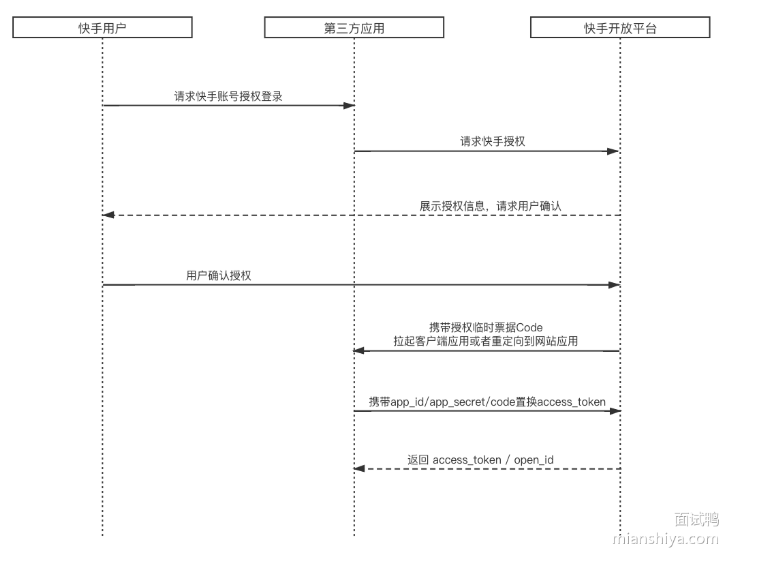 快手用户
第三方应用
快手开放平台
请求快手账号授权登录
请求快手授权
展示授权信息，请求用户确认
用户确认授权
携带授权临时票据Code
拉起客户端应用或者重定向到网站应用
携带app_id/app_secret/code置换access_token
返回 access_token / open_id
面试鸭
mianshiya.com